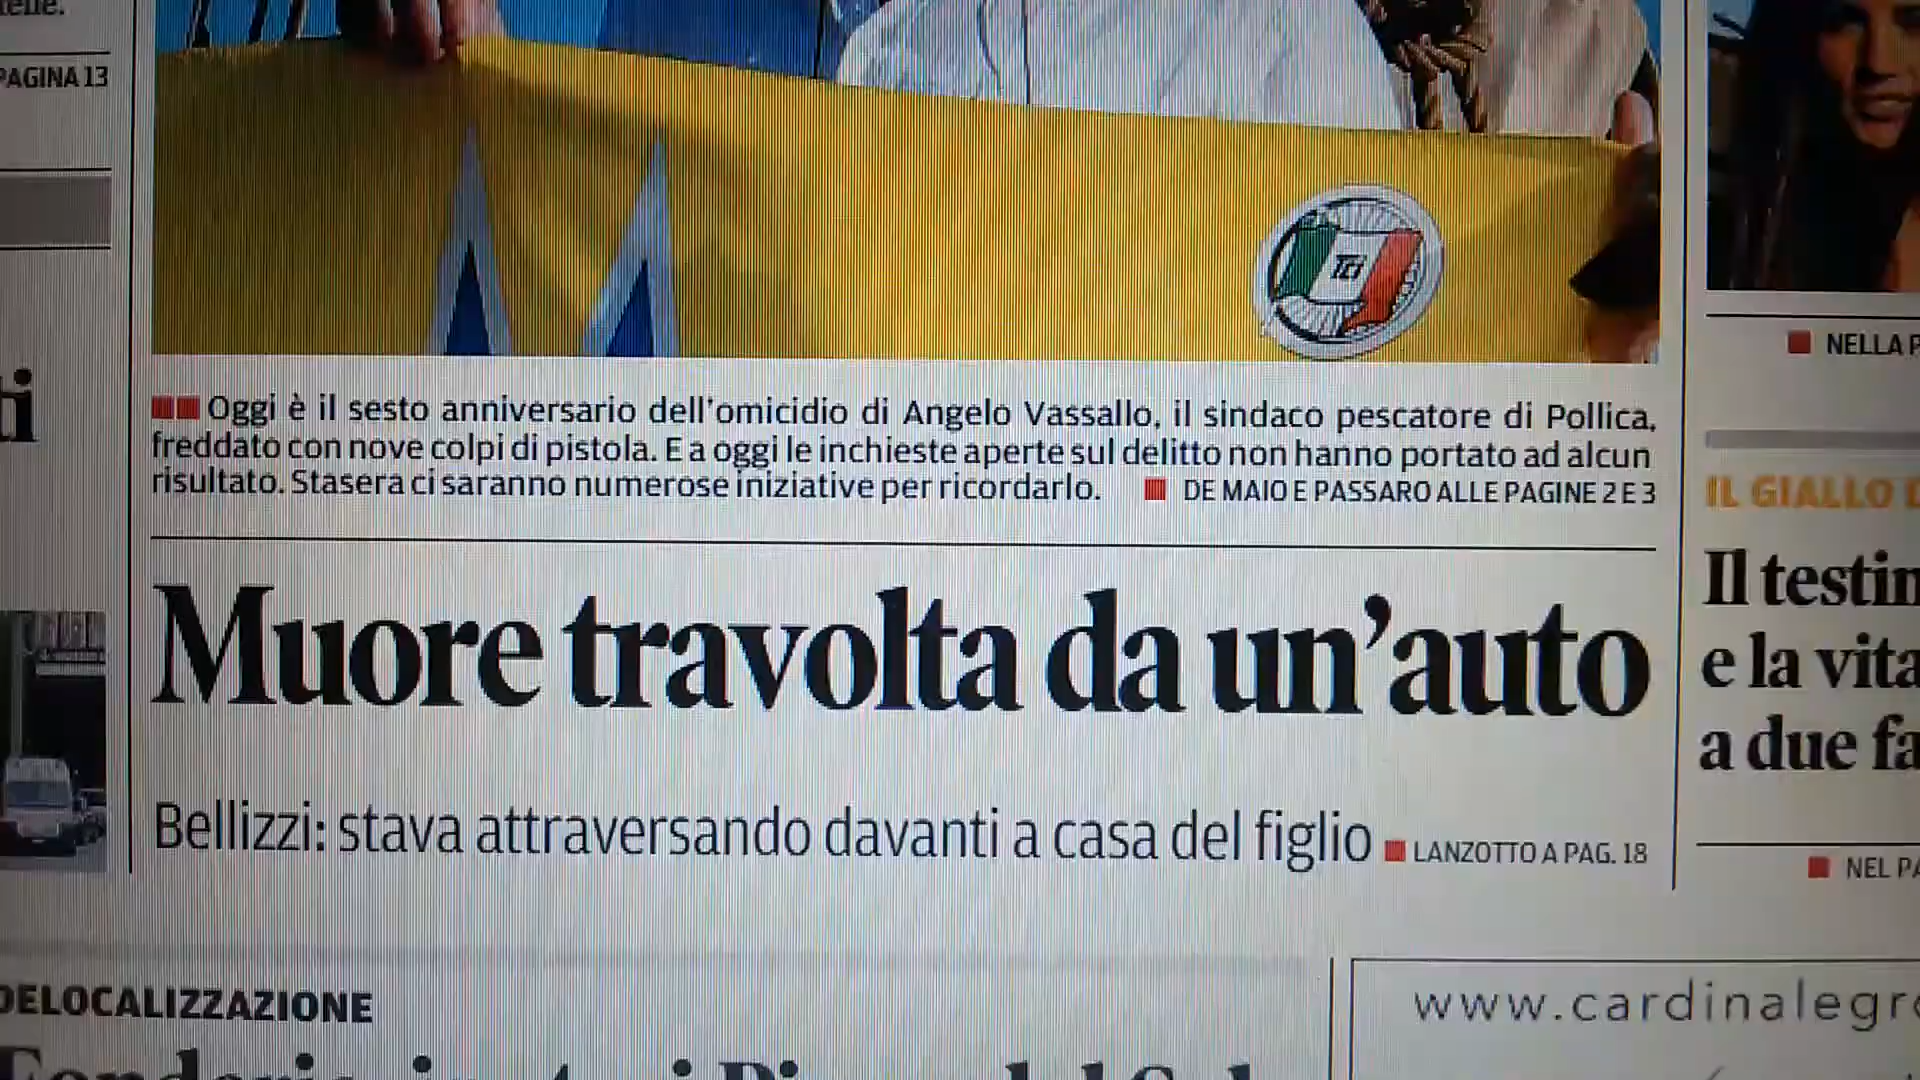 PAGINA 13
Tci
Oggi è il sesto anniversario dell'omicidio di Angelo Vassallo, il sindaco pescatore di Pollica,
freddato con nove colpi di pistola. E a oggi le inchieste aperte sul delitto non hanno portato ad alcun
risultato. Stasera ci saranno numerose iniziative per ricordarlo. DE MAIO E PASSARO ALLE PAGINE 2 E 3
Muore travolta da un'auto
Bellizzi: stava attraversando davanti a casa del figlio LANZOTTO A PAG. 18
NELLA P
IL GIALLO D
Il testim
e la vita
a due fa
NEL PA
DELOCALIZZAZIONE
www.cardinalegro